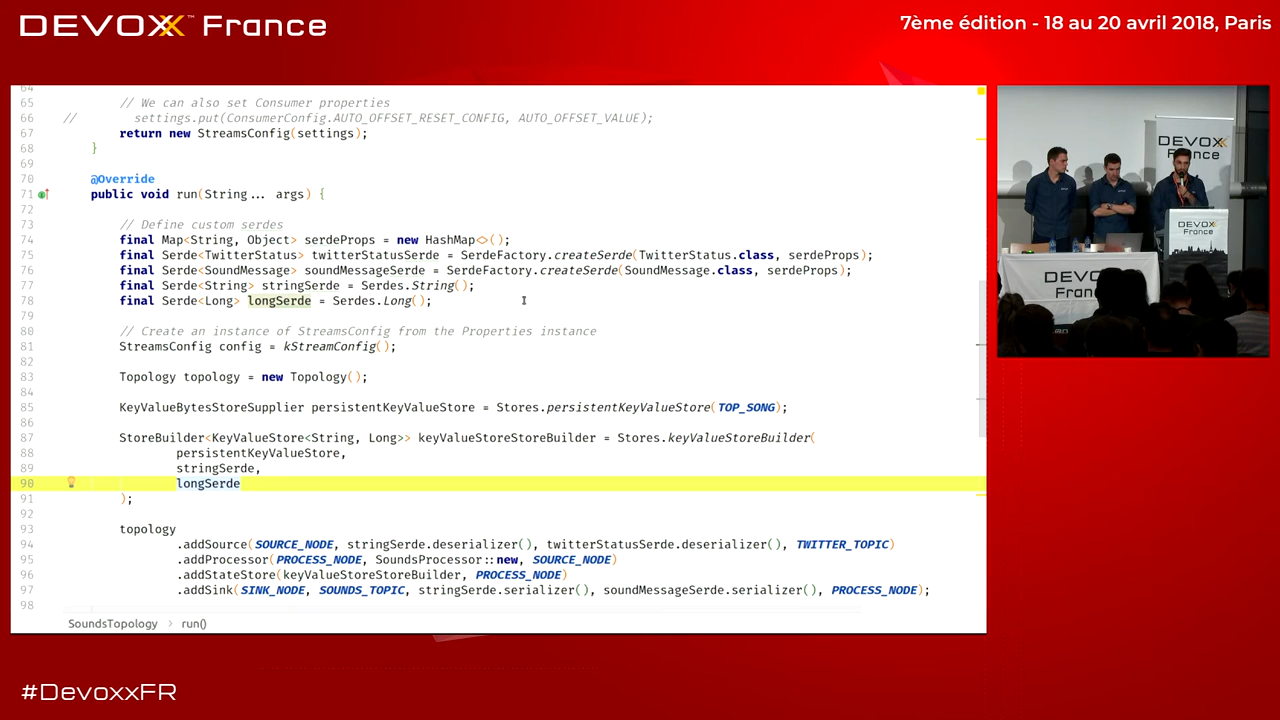 DEVOXX™ France
7ème édition - 18 au 20 avril 2018, Paris
64
65 // We can also set Consumer properties
66 // settings.put(ConsumerConfig.AUTO_OFFSET_RESET_CONFIG, AUTO_OFFSET_VALUE);
67 return new StreamsConfig(settings);
68 }
69
70 @Override
71 public void run(String... args) {
72
73 // Define custom serdes
74 final Map<String, Object> serdeProps = new HashMap<>();
75 final Serde<TwitterStatus> twitterStatusSerde = SerdeFactory.createSerde(TwitterStatus.class, serdeProps);
76 final Serde<SoundMessage> soundMessageSerde = SerdeFactory.createSerde(SoundMessage.class, serdeProps);
77 final Serde<String> stringSerde = Serdes.String();
78 final Serde<Long> longSerde = Serdes.Long();
79
80 // Create an instance of StreamsConfig from the Properties instance
81 StreamsConfig config = kStreamConfig();
82
83 Topology topology = new Topology();
84
85 KeyValueBytesStoreSupplier persistentKeyValueStore = Stores.persistentKeyValueStore(TOP_SONG);
86
87 StoreBuilder<KeyValueStore<String, Long>> keyValueStoreStoreBuilder = Stores.keyValueStoreBuilder(
88 persistentKeyValueStore,
89 stringSerde,
90 longSerde
91 );
92
93 topology
94 .addSource(SOURCE_NODE, stringSerde.deserializer(), twitterStatusSerde.deserializer(), TWITTER_TOPIC)
95 .addProcessor(PROCESS_NODE, SoundsProcessor::new, SOURCE_NODE)
96 .addStateStore(keyValueStoreStoreBuilder, PROCESS_NODE)
97 .addSink(SINK_NODE, SOUNDS_TOPIC, stringSerde.serializer(), soundMessageSerde.serializer(), PROCESS_NODE);
98
SoundsTopology > run()
DEVOXX
France
DEVOXX
France
DEVOXX
Fran
#DevoxxFR